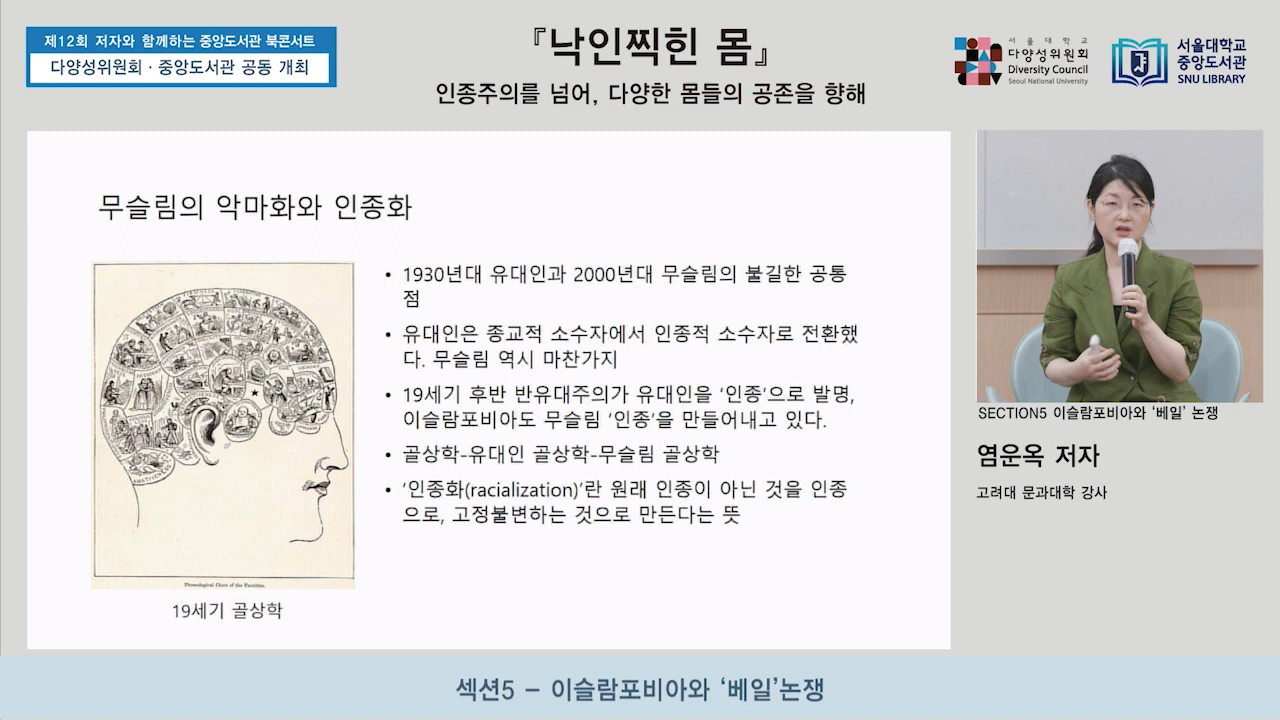 제12회 저자와 함께하는 중앙도서관 북콘서트
다양성위원회 · 중앙도서관 공동 개최
『낙인찍힌 몸』
인종주의를 넘어, 다양한 몸들의 공존을 향해
서울대학교
다양성위원회
Diversity Council
Seoul National University
서울대학교
중앙도서관
SNU LIBRARY
무슬림의 악마화와 인종화
• 1930년대 유대인과 2000년대 무슬림의 불길한 공통
점
• 유대인은 종교적 소수자에서 인종적 소수자로 전환했
다. 무슬림 역시 마찬가지
• 19세기 후반 반유대주의가 유대인을 ‘인종’으로 발명,
이슬람포비아도 무슬림 ‘인종’을 만들어내고 있다.
• 골상학-유대인 골상학-무슬림 골상학
• ‘인종화(racialization)’란 원래 인종이 아닌 것을 인종
으로, 고정불변하는 것으로 만든다는 뜻
Phrenological Chart of the Faculties.
19세기 골상학
SECTION5 이슬람포비아와 ‘베일’ 논쟁
염운옥 저자
고려대 문과대학 강사
섹션5 – 이슬람포비아와 ‘베일’논쟁